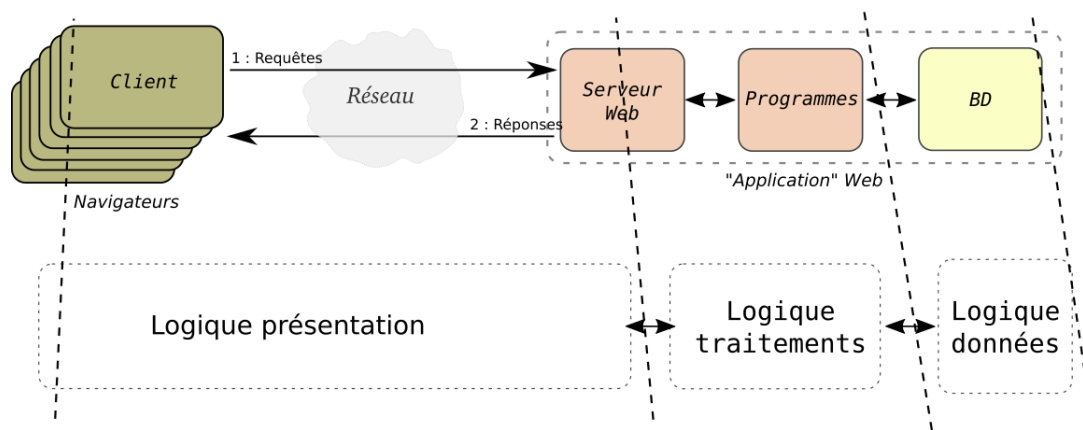 Client
1 : Requêtes
Réseau
2 : Réponses
Serveur
Web
Programmes
BD
"Application" Web
Navigateurs
Logique présentation
Logique
traitements
Logique
données